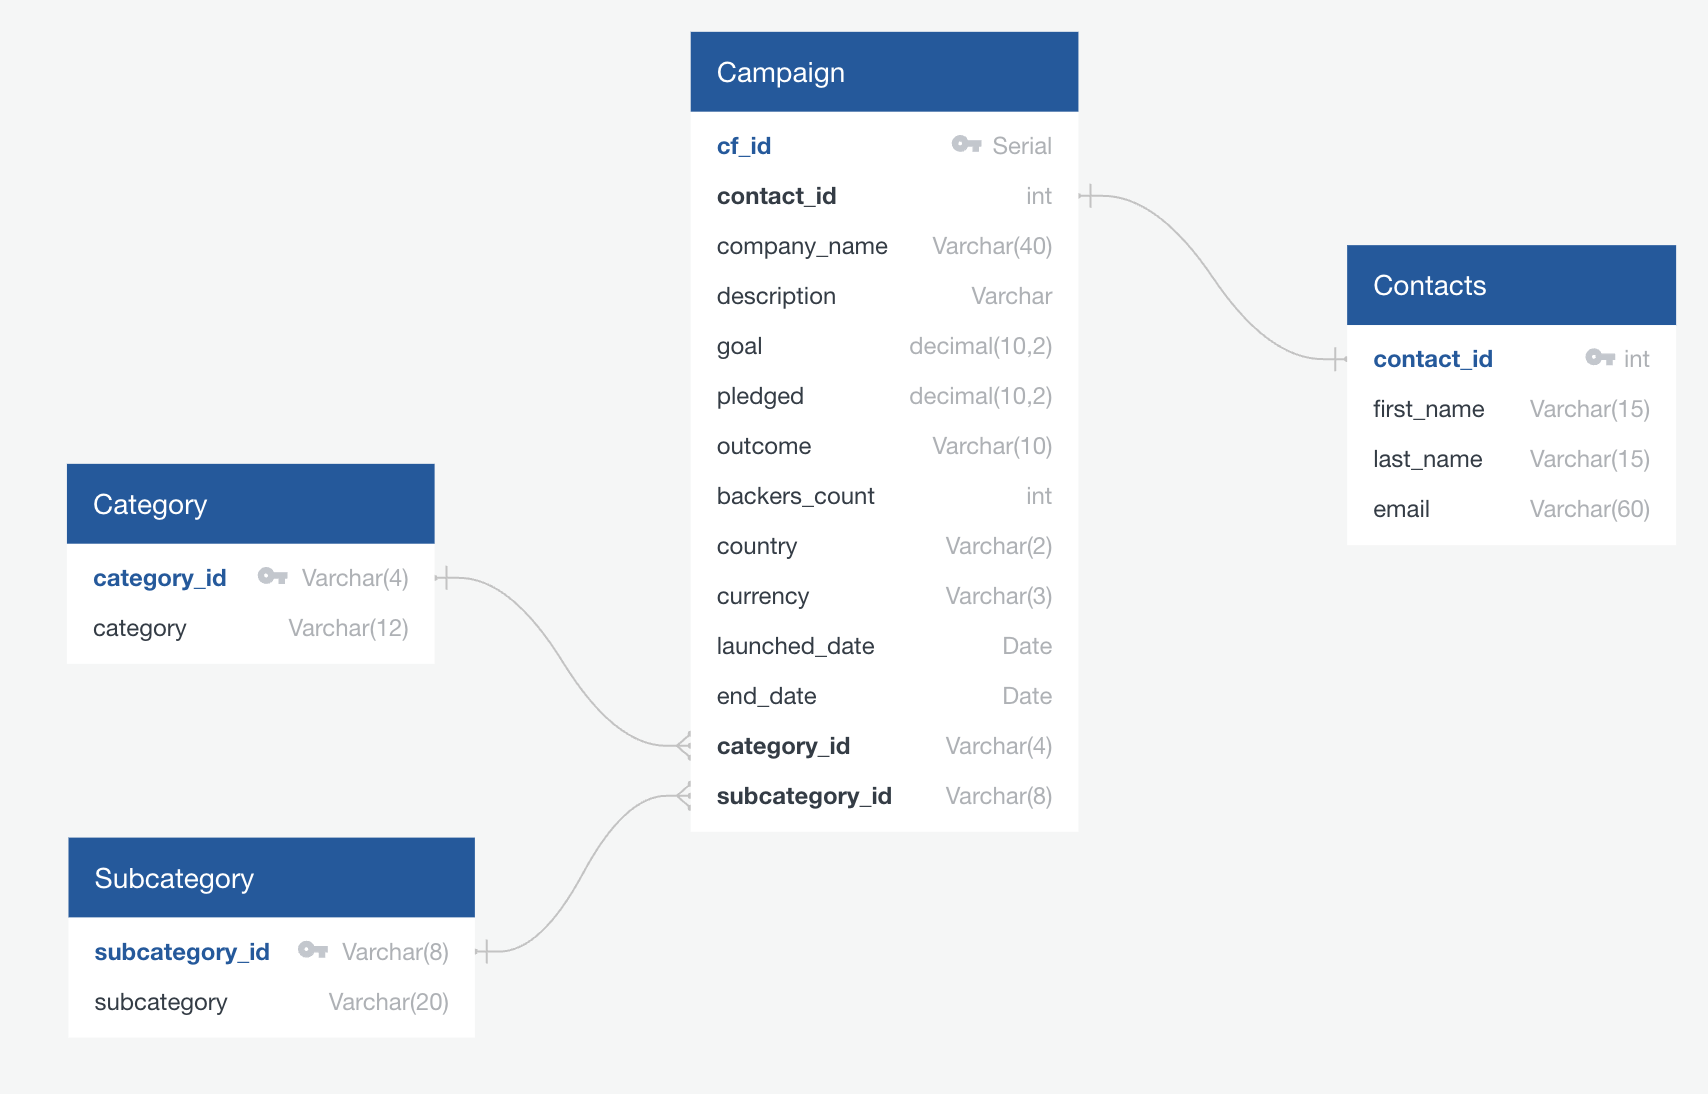 Campaign
cf_id Serial
contact_id int
company_name Varchar(40)
description Varchar
goal decimal(10,2)
pledged decimal(10,2)
outcome Varchar(10)
backers_count int
country Varchar(2)
currency Varchar(3)
launched_date Date
end_date Date
category_id Varchar(4)
subcategory_id Varchar(8)
Contacts
contact_id int
first_name Varchar(15)
last_name Varchar(15)
email Varchar(60)
Category
category_id Varchar(4)
category Varchar(12)
Subcategory
subcategory_id Varchar(8)
subcategory Varchar(20)